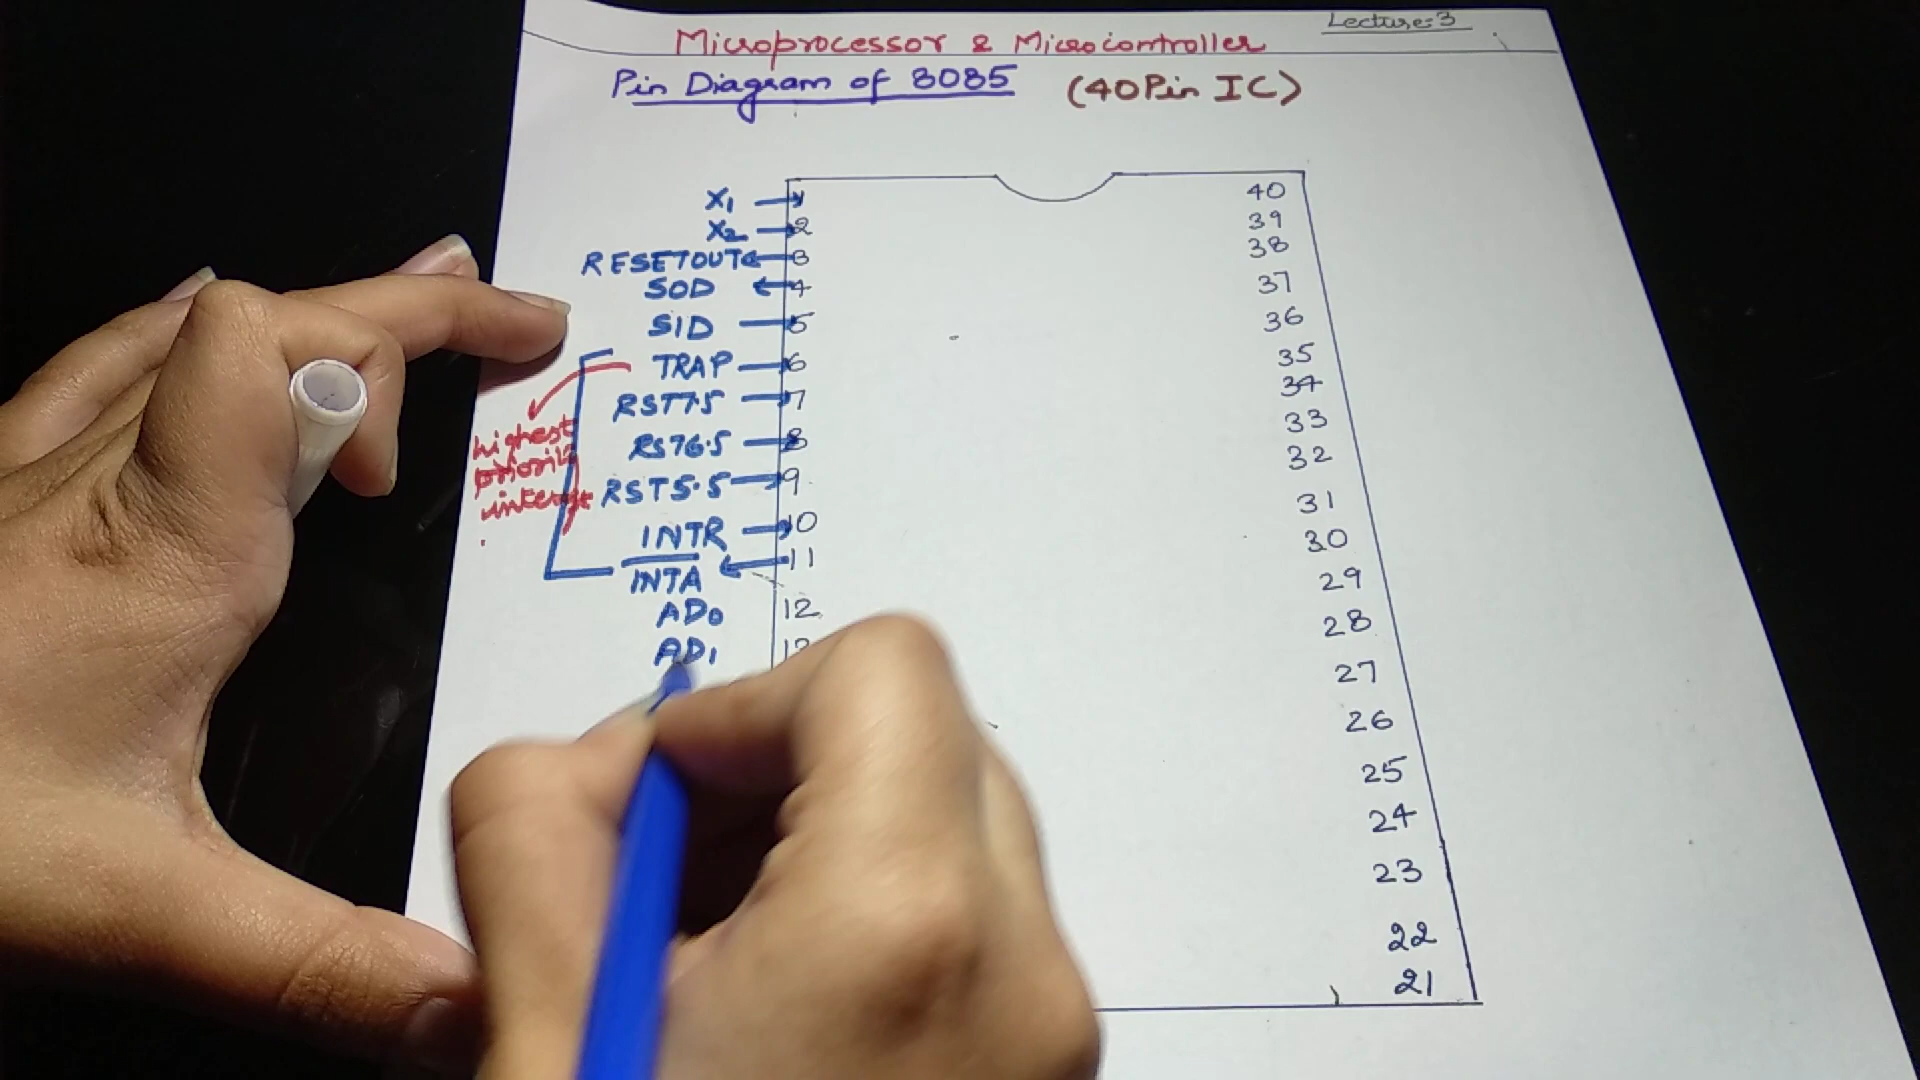 Lecture:3
Microprocessor & Microcontroller
Pin Diagram of 8085 (40Pin IC)
X1 1 40
X2 2 39
RESETOUT 3 38
SOD 4 37
SID 5 36
TRAP 6 35
RST7.5 7 34
highest
priority
RST6.5 8 33
RST5.5 9 32
INTR 10 31
INTA 11 30
AD0 12 29
AD1 13 28
27
26
25
24
23
22
21